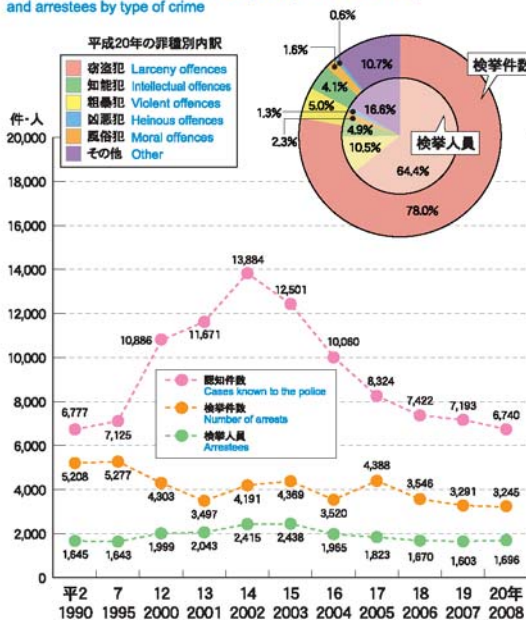 and arrestees by type of crime
平成20年の罪種別内訳
窃盗犯 Larceny offences
知能犯 Intellectual offences
粗暴犯 Violent offences
凶悪犯 Heinous offences
風俗犯 Moral offences
その他 Other
0.6%
1.6%
10.7%
4.1%
5.0%
1.3%
2.3%
16.6%
4.9%
10.5%
64.4%
78.0%
検挙件数
検挙人員
件・人
20,000
18,000
16,000
14,000
12,000
10,000
8,000
6,000
4,000
2,000
0
6,777
7,125
10,886
11,671
13,884
12,501
10,060
8,324
7,422
7,193
6,740
認知件数
Cases known to the police
検挙件数
Number of arrests
検挙人員
Arrestees
5,208
5,277
4,303
3,497
4,191
4,369
3,520
4,388
3,546
3,291
3,245
1,645
1,643
1,999
2,043
2,415
2,438
1,965
1,823
1,670
1,603
1,696
平2 7 12 13 14 15 16 17 18 19 20年
1990 1995 2000 2001 2002 2003 2004 2005 2006 2007 2008